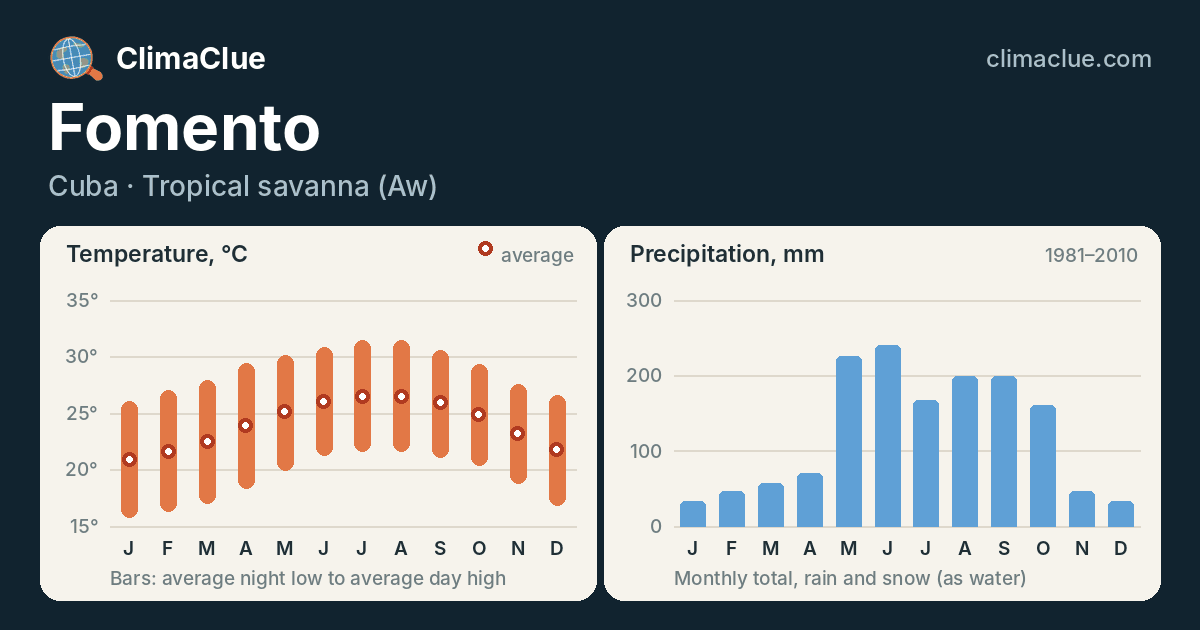 ClimaClue
climaclue.com
Fomento
Cuba · Tropical savanna (Aw)
Temperature, °C
average
35°
30°
25°
20°
15°
J F M A M J J A S O N D
Bars: average night low to average day high
Precipitation, mm
1981–2010
300
200
100
0
J F M A M J J A S O N D
Monthly total, rain and snow (as water)